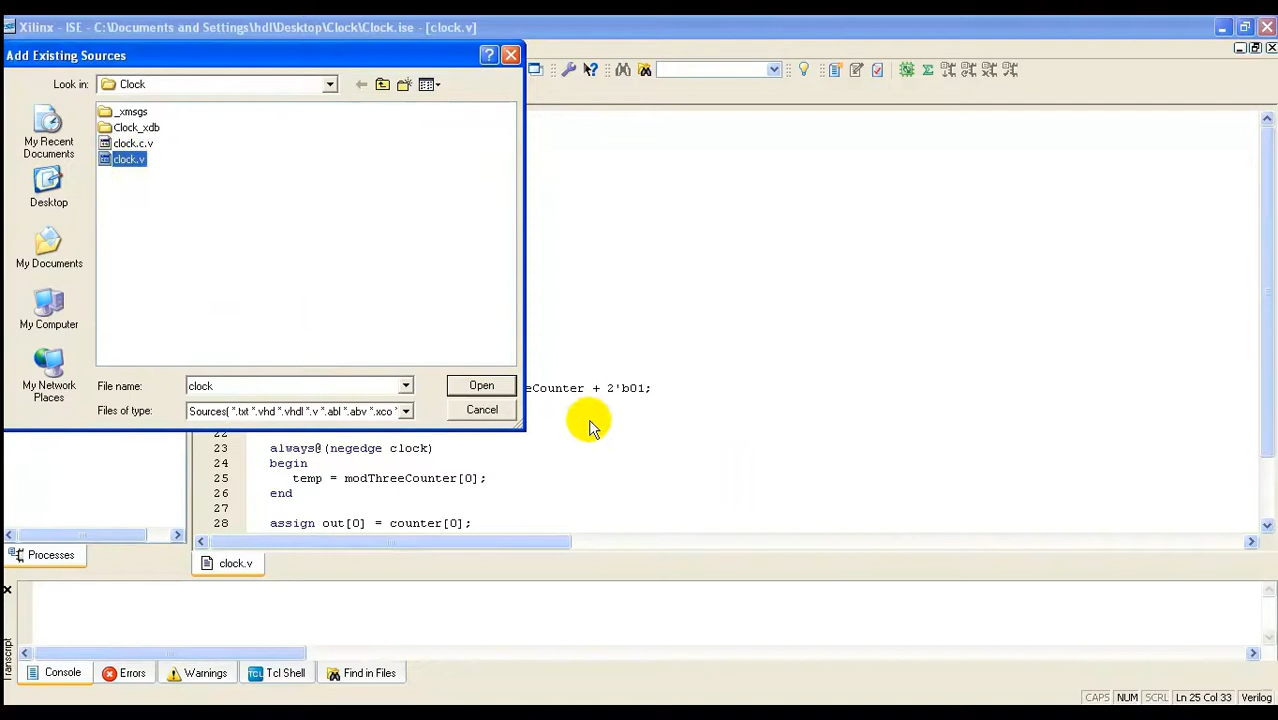 Xilinx - ISE - C:\Documents and Settings\hdl\Desktop\Clock\Clock.ise - [clock.v]
Add Existing Sources
Look in: Clock
_xmsgs
Clock_xdb
clock.c.v
clock.v
My Recent
Documents
Desktop
My Documents
My Computer
My Network
Places
File name: clock Open
Files of type: Sources( *.txt *.vhd *.vhdl *.v *.abl *.abv *.xco * Cancel
eCounter + 2'b01;
22
23 always@(negedge clock)
24 begin
25 temp = modThreeCounter[0];
26 end
27
28 assign out[0] = counter[0];
Processes
clock.v
Transcript
Console Errors Warnings TCL Tcl Shell Find in Files
CAPS NUM SCRL Ln 25 Col 33 Verilog